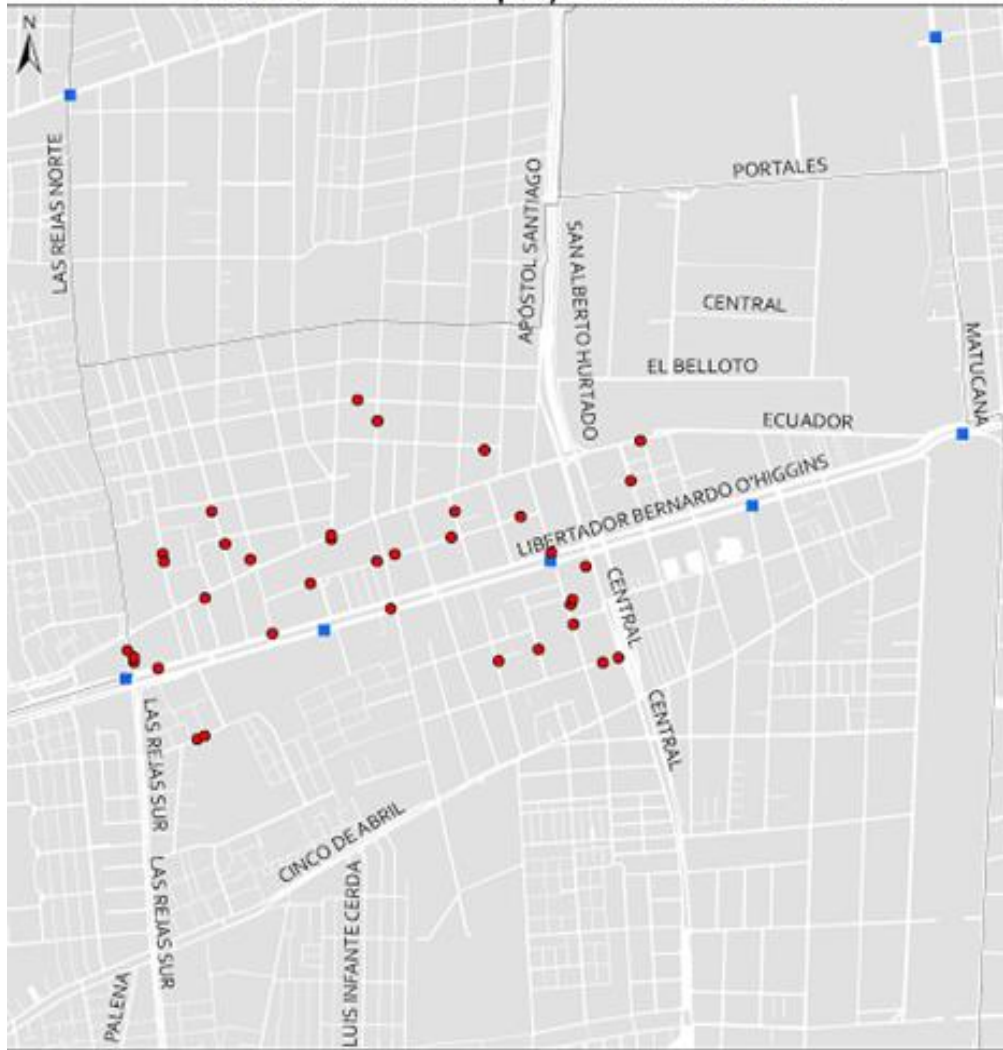 N
LAS REJAS NORTE
APOSTOL SANTIAGO
PORTALES
SAN ALBERTO HURTADO
CENTRAL
MATUCANA
EL BELLOTO
ECUADOR
LIBERTADOR BERNARDO O'HIGGINS
CENTRAL
CENTRAL
LAS REJAS SUR
LAS REJAS SUR
CINCO DE ABRIL
LUIS INFANTE CERDA
PALENA